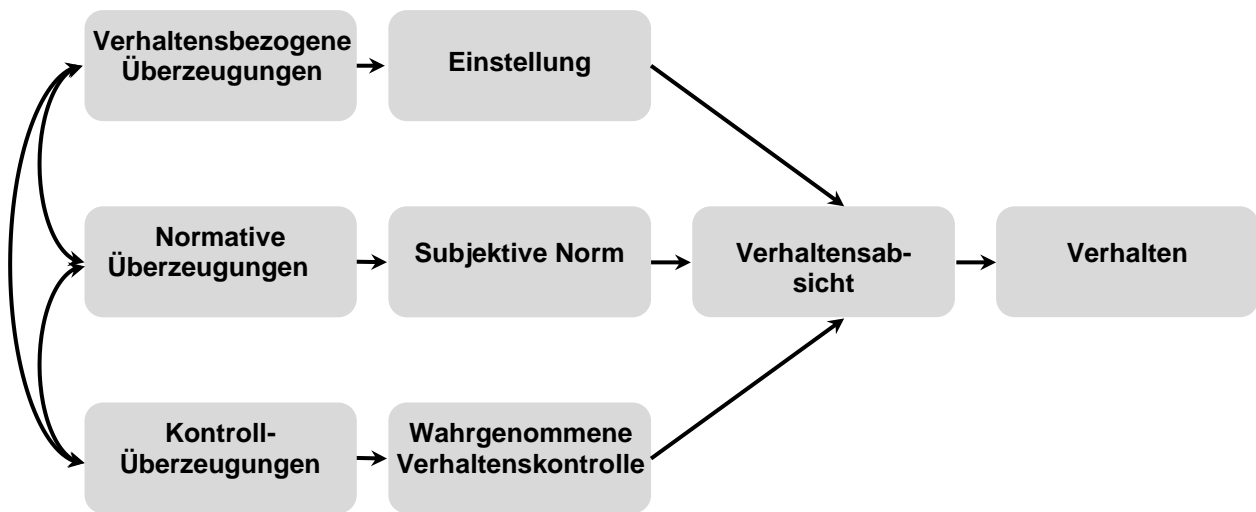 Verhaltensbezogene
Überzeugungen
Einstellung
Normative
Überzeugungen
Subjektive Norm
Verhaltensab-
sicht
Verhalten
Kontroll-
Überzeugungen
Wahrgenommene
Verhaltenskontrolle